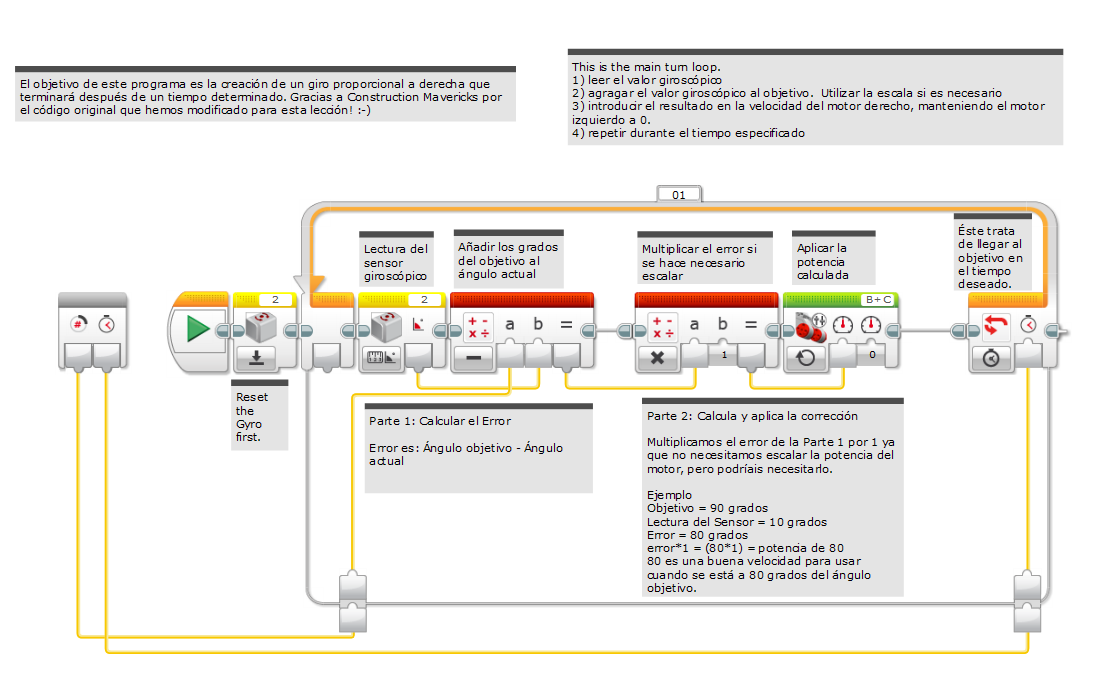 El objetivo de este programa es la creación de un giro proporcional a derecha que
terminará después de un tiempo determinado. Gracias a Construction Mavericks por
el código original que hemos modificado para esta lección! :-)
This is the main turn loop.
1) leer el valor giroscópico
2) agragar el valor giroscópico al objetivo.  Utilizar la escala si es necesario
3) introducir el resultado en la velocidad del motor derecho, manteniendo el motor
izquierdo a 0.
4) repetir durante el tiempo especificado
01
Lectura del
sensor
giroscópico
Añadir los grados
del objetivo al
ángulo actual
Multiplicar el error si
se hace necesario
escalar
Aplicar la
potencia
calculada
Éste trata
de llegar al
objetivo en
el tiempo
deseado.
#
2
2
a b =
a b =
1
B+C
0
Reset
the
Gyro
first.
Parte 1: Calcular el Error
Error es: Ángulo objetivo - Ángulo
actual
Parte 2: Calcula y aplica la corrección
Multiplicamos el error de la Parte 1 por 1 ya
que no necesitamos escalar la potencia del
motor, pero podríais necesitarlo.
Ejemplo
Objetivo = 90 grados
Lectura del Sensor = 10 grados
Error = 80 grados
error*1 = (80*1) = potencia de 80
80 es una buena velocidad para usar
cuando se está a 80 grados del ángulo
objetivo.